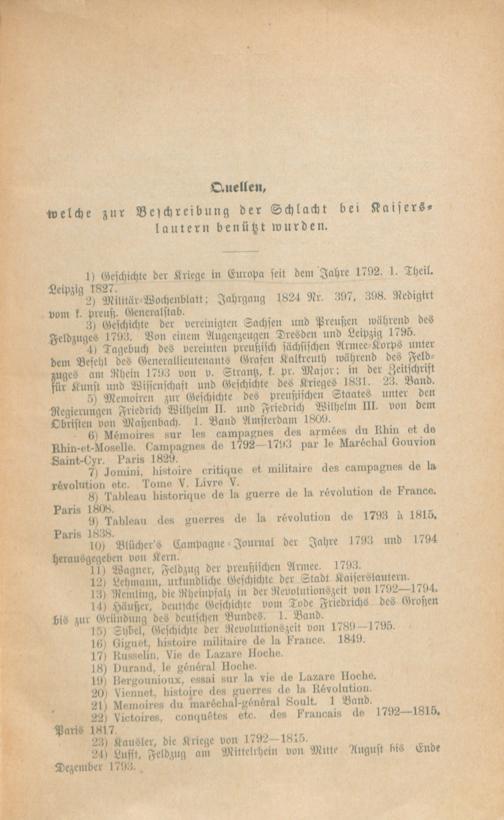 Quellen,
welche zur Beschreibung der Schlacht bei Kaisers-
lautern benützt wurden.
1) Geschichte der Kriege in Europa seit dem Jahre 1792. 1. Theil.
Leipzig 1827.
2) Militär-Wochenblatt; Jahrgang 1824 Nr. 397, 398. Redigirt
vom k. preuß. Generalstab.
3) Geschichte der vereinigten Sachsen und Preußen während des
Feldzuges 1793. Von einem Augenzeugen Dresden und Leipzig 1795.
4) Tagebuch des vereinten preußisch sächsischen Armee-Korps unter
dem Befehl des Generallieutenants Grafen Kalkreuth während des Feld-
zuges am Rhein 1793 von v. Strantz, k. pr. Major; in der Zeitschrift
für Kunst und Wissenschaft und Geschichte des Krieges 1831. 23. Band.
5) Memoiren zur Geschichte des preußischen Staates unter den
Regierungen Friedrich Wilhelm II. und Friedrich Wilhelm III. von dem
Obristen von Maßenbach. 1. Band Amsterdam 1809.
6) Mémoires sur les campagnes des armées du Rhin et de
Rhin-et-Moselle. Campagnes de 1792—1793 par le Maréchal Gouvion
Saint-Cyr. Paris 1829.
7) Jomini, histoire critique et militaire des campagnes de la
révolution etc. Tome V. Livre V.
8) Tableau historique de la guerre de la révolution de France.
Paris 1808.
9) Tableau des guerres de la révolution de 1793 à 1815.
Paris 1838.
10) Blücher's Campagne-Journal der Jahre 1793 und 1794
herausgegeben von Kern.
11) Wagner, Feldzug der preußischen Armee. 1793.
12) Lehmann, urkundliche Geschichte der Stadt Kaiserslautern.
13) Remling, die Rheinpfalz in der Revolutionszeit von 1792—1794.
14) Häußer, deutsche Geschichte vom Tode Friedrichs des Großen
bis zur Gründung des deutschen Bundes. 1. Band.
15) Sybel, Geschichte der Revolutionszeit von 1789—1795.
16) Giguet, histoire militaire de la France. 1849.
17) Russelin, Vie de Lazare Hoche.
18) Durand, le général Hoche.
19) Bergounioux, essai sur la vie de Lazare Hoche.
20) Viennet, histoire des guerres de la Révolution.
21) Memoires du maréchal-général Soult. 1 Band.
22) Victoires, conquêtes etc. des Francais de 1792—1815.
Paris 1817.
23) Kausler, die Kriege von 1792—1815.
24) Lufft, Feldzug am Mittelrhein von Mitte August bis Ende
Dezember 1793.